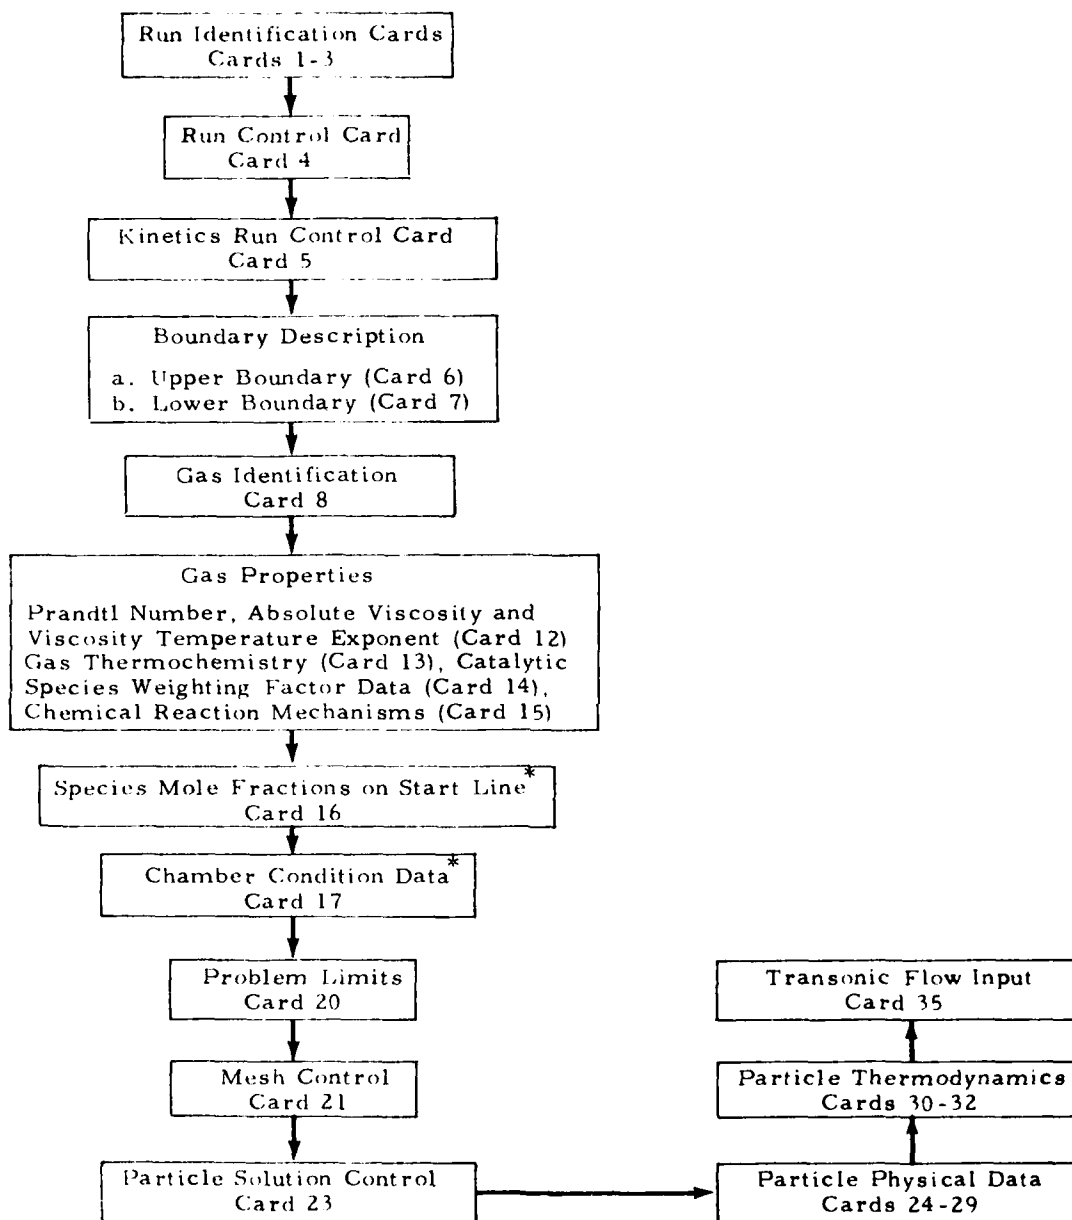 Run Identification Cards
Cards 1-3
Run Control Card
Card 4
Kinetics Run Control Card
Card 5
Boundary Description
a. Upper Boundary (Card 6)
b. Lower Boundary (Card 7)
Gas Identification
Card 8
Gas Properties
Prandtl Number, Absolute Viscosity and
Viscosity Temperature Exponent (Card 12)
Gas Thermochemistry (Card 13), Catalytic
Species Weighting Factor Data (Card 14),
Chemical Reaction Mechanisms (Card 15)
Species Mole Fractions on Start Line*
Card 16
Chamber Condition Data*
Card 17
Problem Limits
Card 20
Mesh Control
Card 21
Particle Solution Control
Card 23
Particle Physical Data
Cards 24-29
Particle Thermodynamics
Cards 30-32
Transonic Flow Input
Card 35